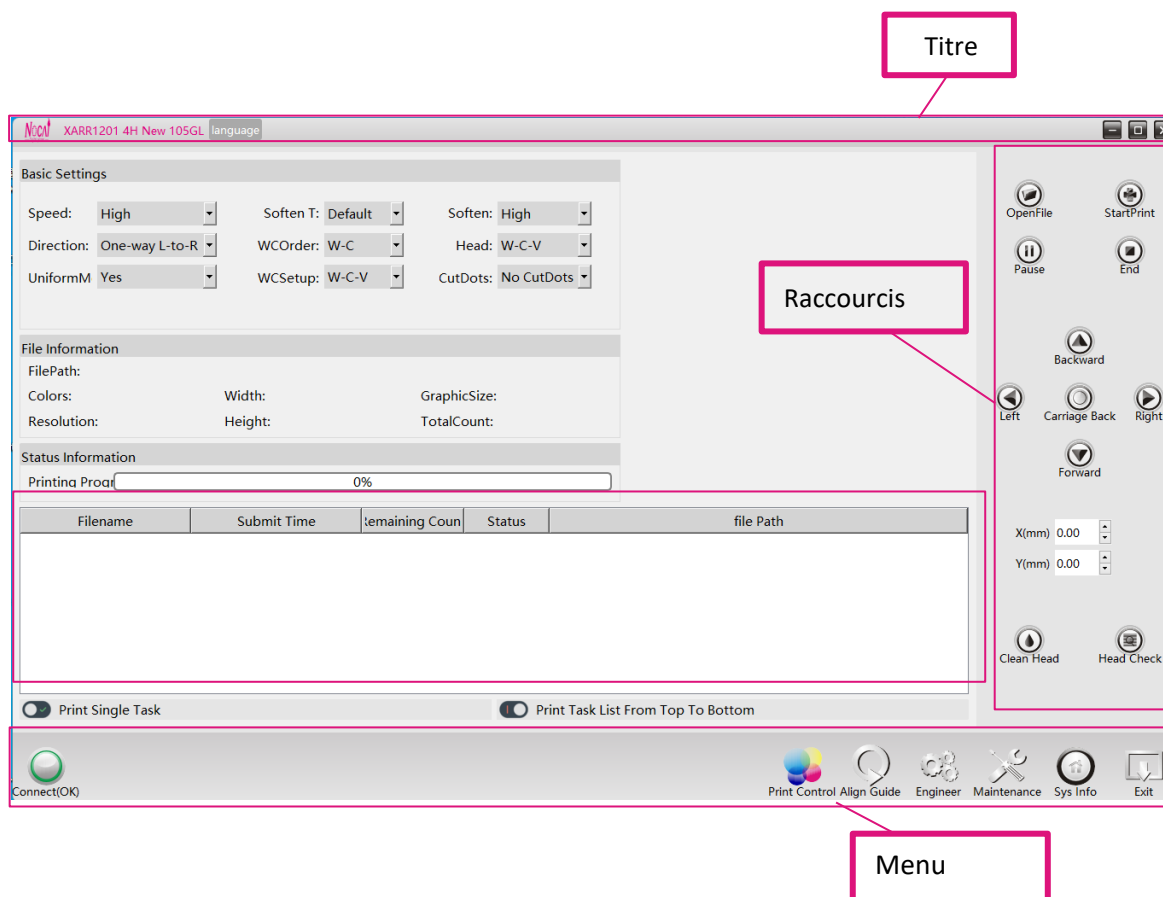 Titre
Nocai XARR1201 4H New 105GL language
Basic Settings
Speed: High Soften T: Default Soften: High
Direction: One-way L-to-R WCOrder: W-C Head: W-C-V
UniformM Yes WCSetup: W-C-V CutDots: No CutDots
OpenFile StartPrint
Pause End
Raccourcis
File Information
FilePath:
Colors: Width: GraphicSize:
Resolution: Height: TotalCount:
Backward
Left Carriage Back Right
Forward
Status Information
Printing Progr 0%
Filename Submit Time Remaining Coun Status file Path
X(mm) 0.00
Y(mm) 0.00
Clean Head Head Check
Print Single Task Print Task List From Top To Bottom
Connect(OK) Print Control Align Guide Engineer Maintenance Sys Info Exit
Menu